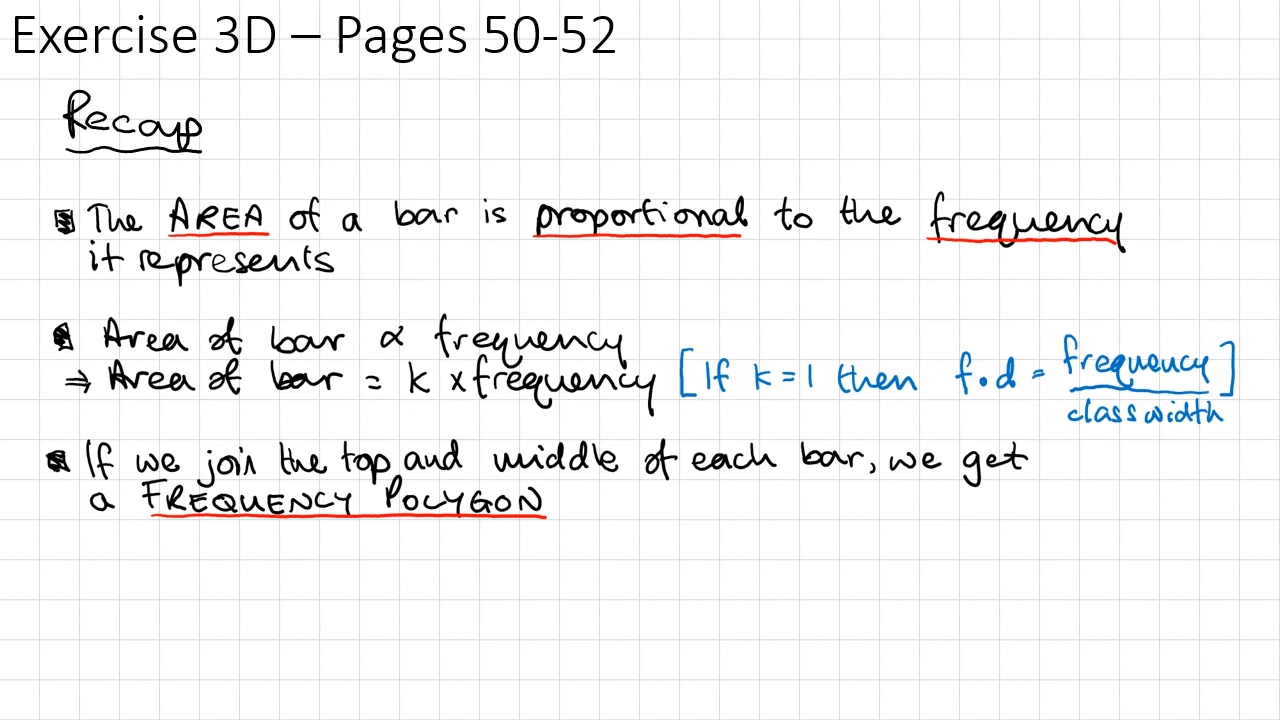 Exercise 3D – Pages 50-52
Recap
The AREA of a bar is proportional to the frequency
it represents
Area of bar ∝ frequency
⇒ Area of bar = k × frequency [If k = 1 then f.d = frequency / class width]
If we join the top and middle of each bar, we get
a FREQUENCY POLYGON